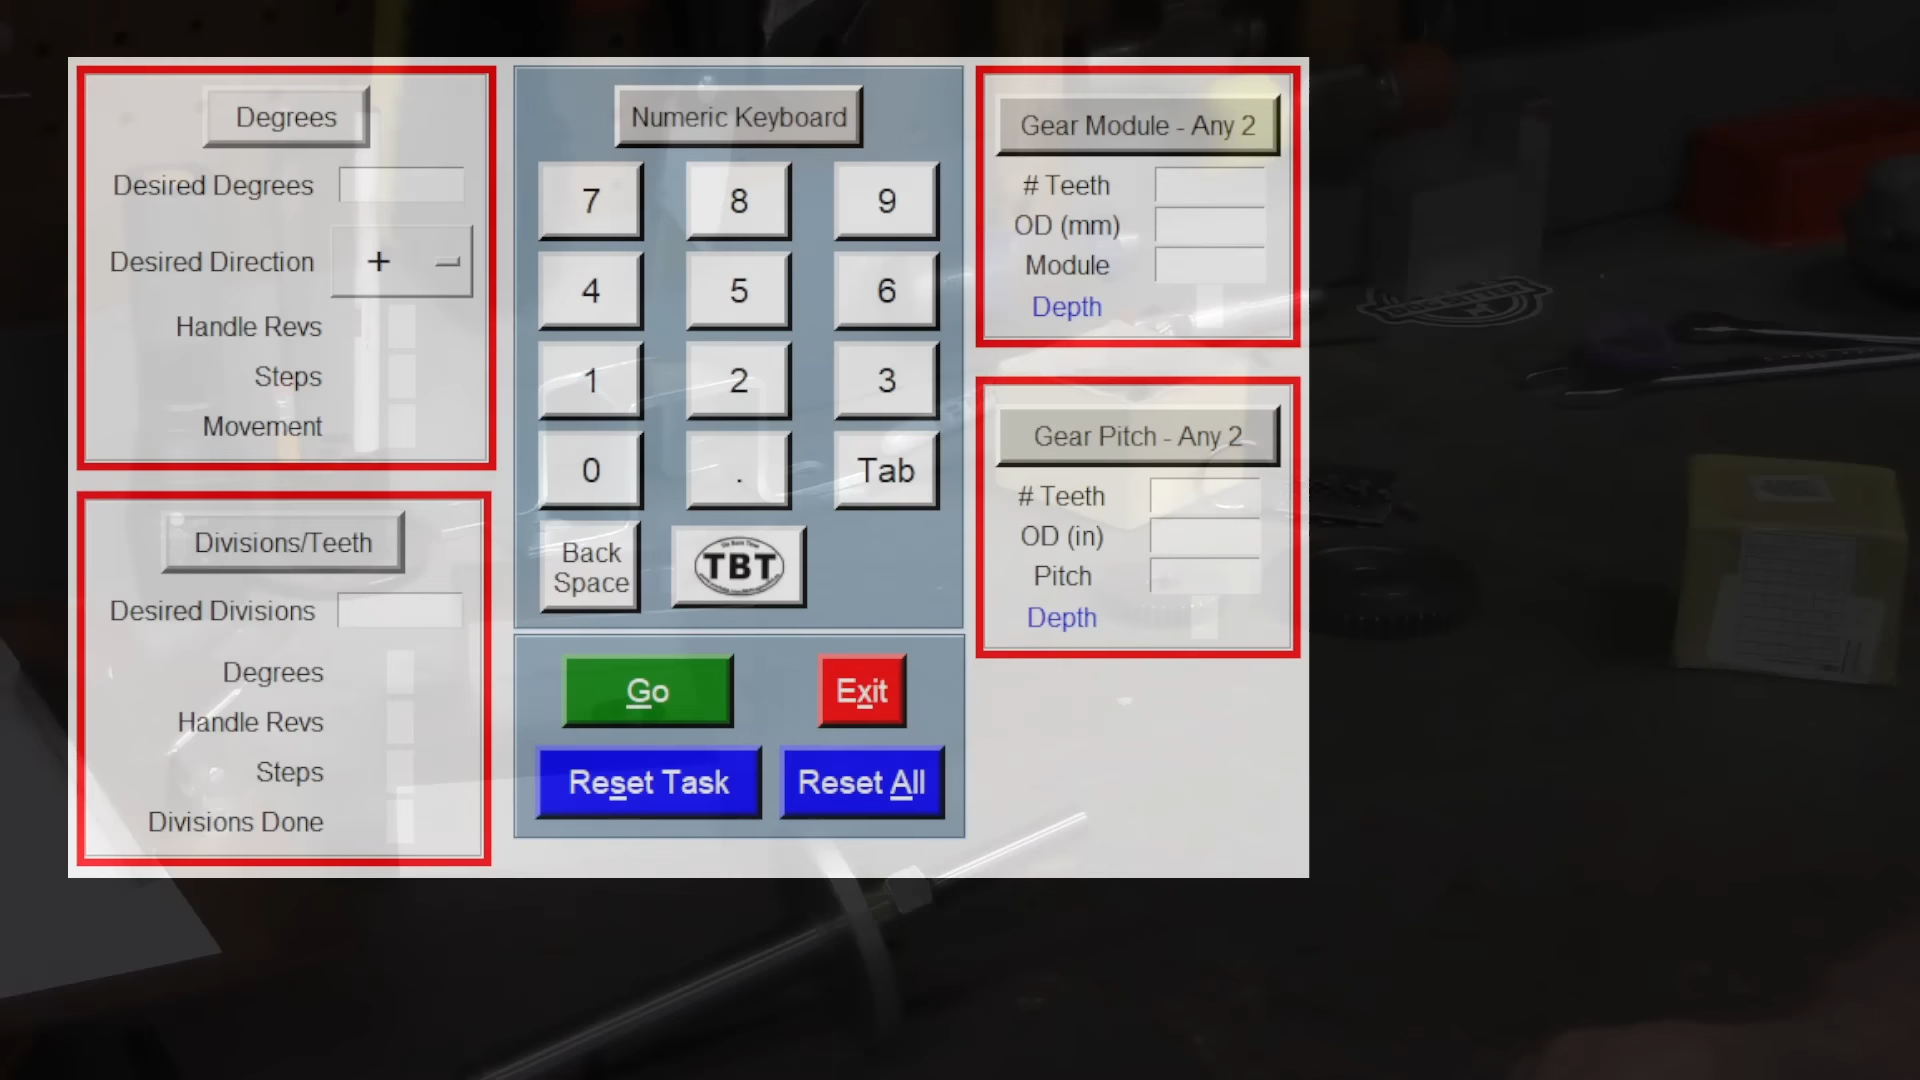 Degrees
Desired Degrees
Desired Direction +
Handle Revs
Steps
Movement
Divisions/Teeth
Desired Divisions
Degrees
Handle Revs
Steps
Divisions Done
Numeric Keyboard
7 8 9
4 5 6
1 2 3
0 . Tab
Back
Space
TBT
Go Exit
Reset Task Reset All
Gear Module - Any 2
# Teeth
OD (mm)
Module
Depth
Gear Pitch - Any 2
# Teeth
OD (in)
Pitch
Depth